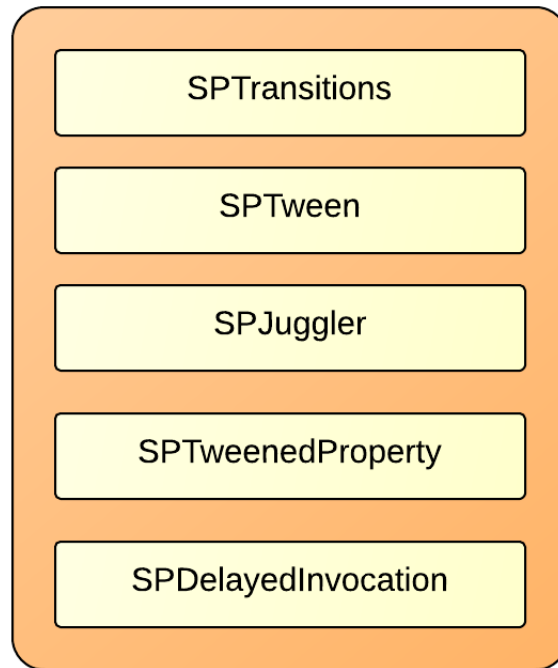 SPTransitions
SPTween
SPJuggler
SPTweenedProperty
SPDelayedInvocation